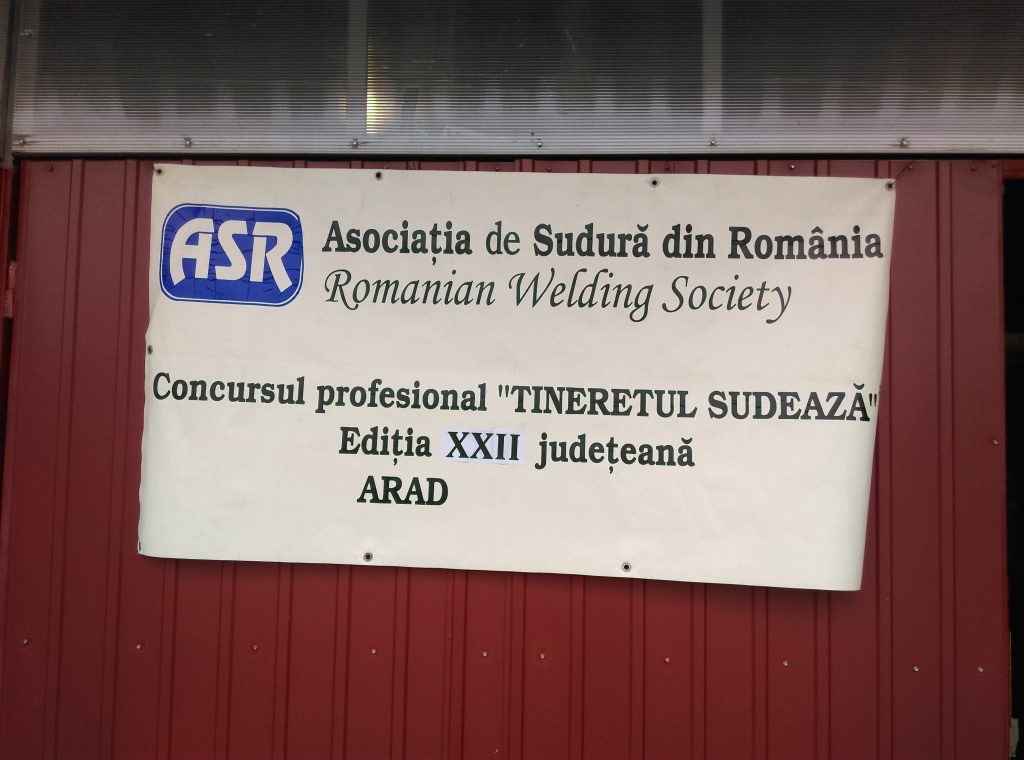 ASR
Asociația de Sudură din România
Romanian Welding Society
Concursul profesional "TINERETUL SUDEAZĂ"
Ediția XXII județeană
ARAD